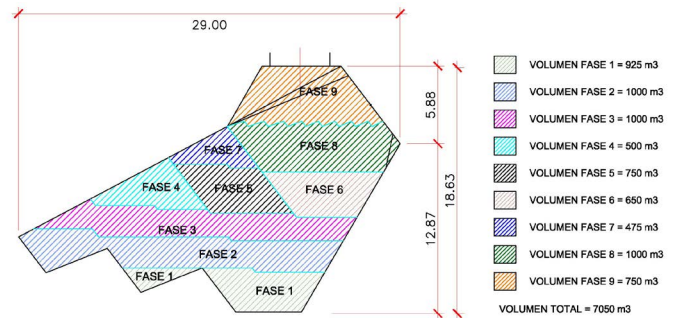 29.00
FASE 9
FASE 8
FASE 7
FASE 4
FASE 5
FASE 6
FASE 3
FASE 2
FASE 1
FASE 1
5.88
12.87
18.63
VOLUMEN FASE 1 = 925 m3
VOLUMEN FASE 2 = 1000 m3
VOLUMEN FASE 3 = 1000 m3
VOLUMEN FASE 4 = 500 m3
VOLUMEN FASE 5 = 750 m3
VOLUMEN FASE 6 = 650 m3
VOLUMEN FASE 7 = 475 m3
VOLUMEN FASE 8 = 1000 m3
VOLUMEN FASE 9 = 750 m3
VOLUMEN TOTAL = 7050 m3